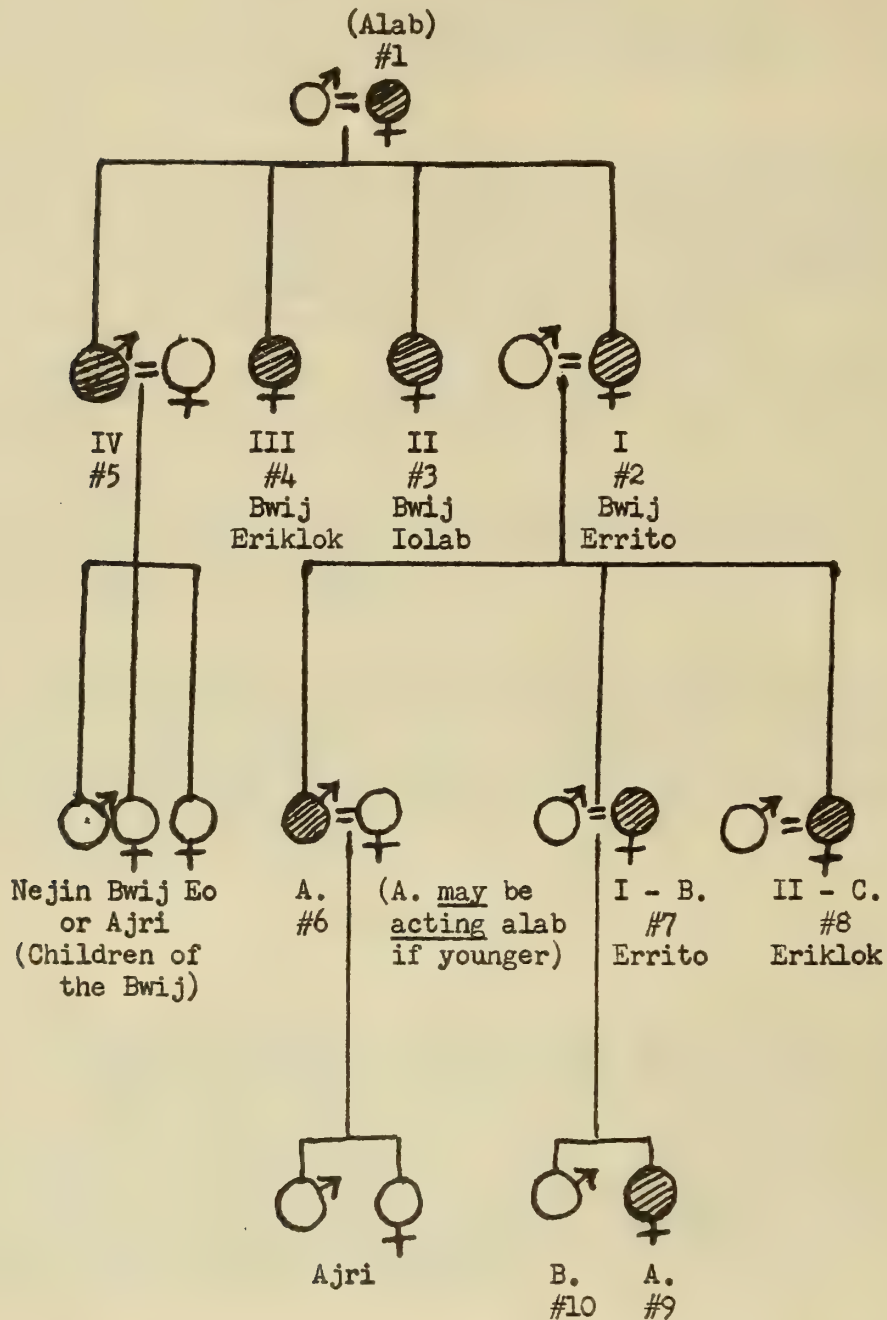 (Alab)
#1
IV
#5
III
#4
Bwij
Eriklok
II
#3
Bwij
Iolab
I
#2
Bwij
Errito
Nejin Bwij Eo
or Ajri
(Children of
the Bwij)
A.
#6
(A. may be
acting alab
if younger)
I - B.
#7
Errito
II - C.
#8
Eriklok
Ajri
B.
#10
A.
#9